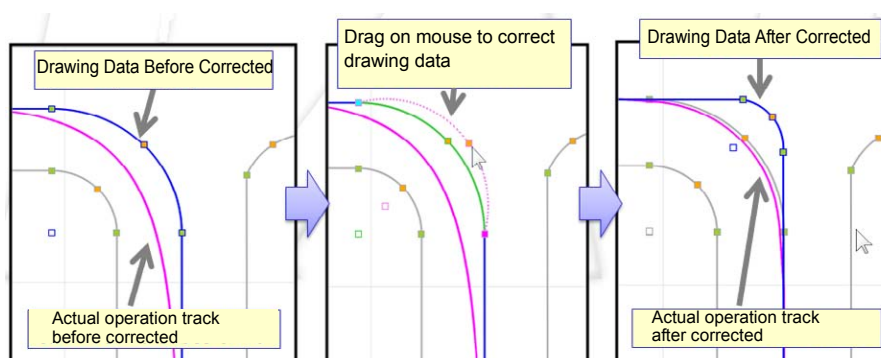 Drawing Data Before Corrected
Actual operation track
before corrected
Drag on mouse to correct
drawing data
Drawing Data After Corrected
Actual operation track
after corrected